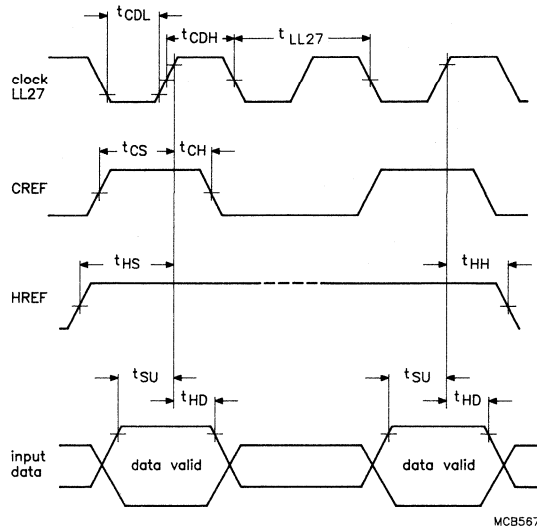 tCDL
tCDH
tLL27
clock
LL27
tCS
tCH
CREF
tHS
tHH
HREF
tSU
tHD
tSU
tHD
input
data
data valid
data valid
MCB567